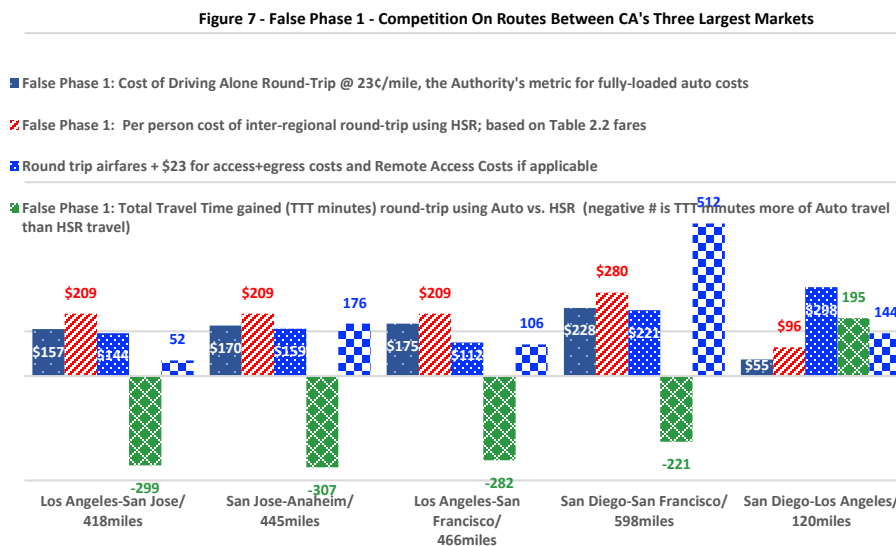 Figure 7 - False Phase 1 - Competition On Routes Between CA's Three Largest Markets
False Phase 1: Cost of Driving Alone Round-Trip @ 23¢/mile, the Authority's metric for fully-loaded auto costs
False Phase 1:  Per person cost of inter-regional round-trip using HSR; based on Table 2.2 fares
Round trip airfares + $23 for access+egress costs and Remote Access Costs if applicable
False Phase 1: Total Travel Time gained (TTT minutes) round-trip using Auto vs. HSR  (negative # is TTT minutes more of Auto travel
than HSR travel)
$157 $209 $144 -299 52
$170 $209 $159 -307 176
$175 $209 $112 -282 106
$228 $280 $221 -221 512
$55 $96 $298 195 144
Los Angeles-San Jose/
418miles
San Jose-Anaheim/
445miles
Los Angeles-San
Francisco/
466miles
San Diego-San Francisco/
598miles
San Diego-Los Angeles/
120miles